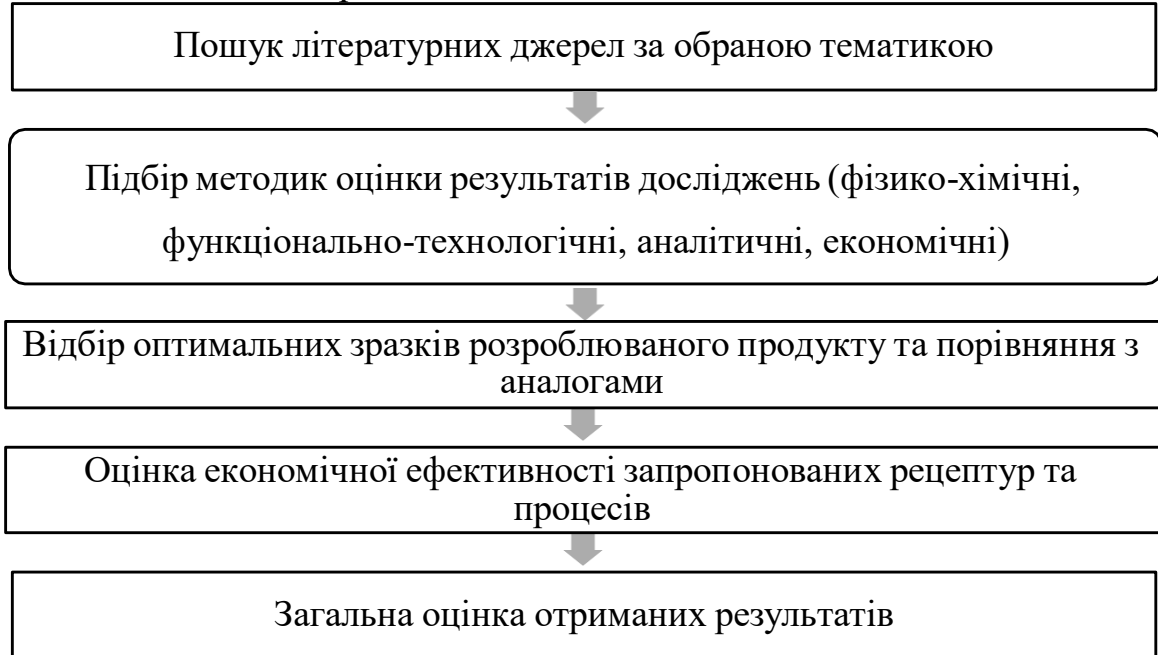 Пошук літературних джерел за обраною тематикою
Підбір методик оцінки результатів досліджень (фізико-хімічні,
функціонально-технологічні, аналітичні, економічні)
Відбір оптимальних зразків розроблюваного продукту та порівняння з
аналогами
Оцінка економічної ефективності запропонованих рецептур та
процесів
Загальна оцінка отриманих результатів